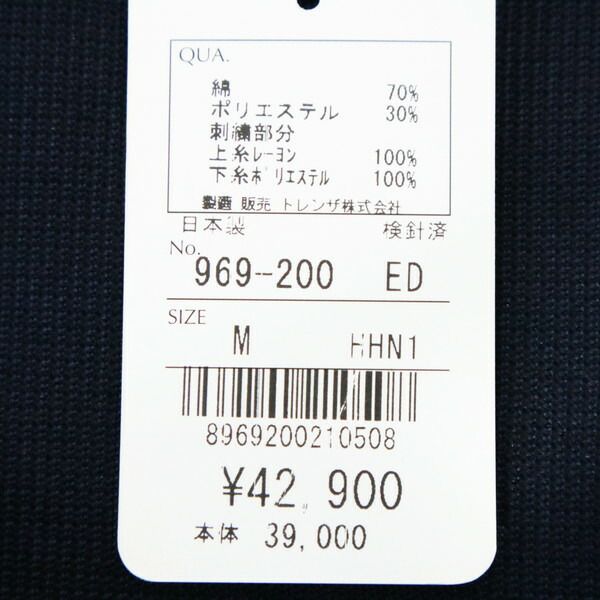 QUA.
綿 70%
ポリエステル 30%
刺繍部分
上糸レーヨン 100%
下糸ポリエステル 100%
製造 販売 トレンザ株式会社
日本製 検針済
No. 969-200 ED
SIZE
M HHN1
8969200210508
¥42,900
本体 39,000